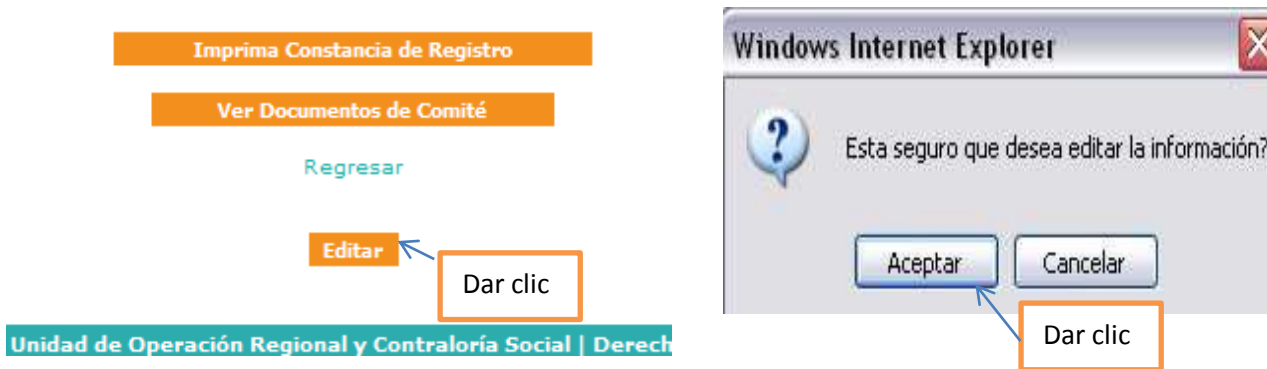 Imprima Constancia de Registro
Ver Documentos de Comité
Regresar
Editar
Dar clic
Unidad de Operación Regional y Contraloría Social | Derech
Windows Internet Explorer
Esta seguro que desea editar la información?
Aceptar
Cancelar
Dar clic